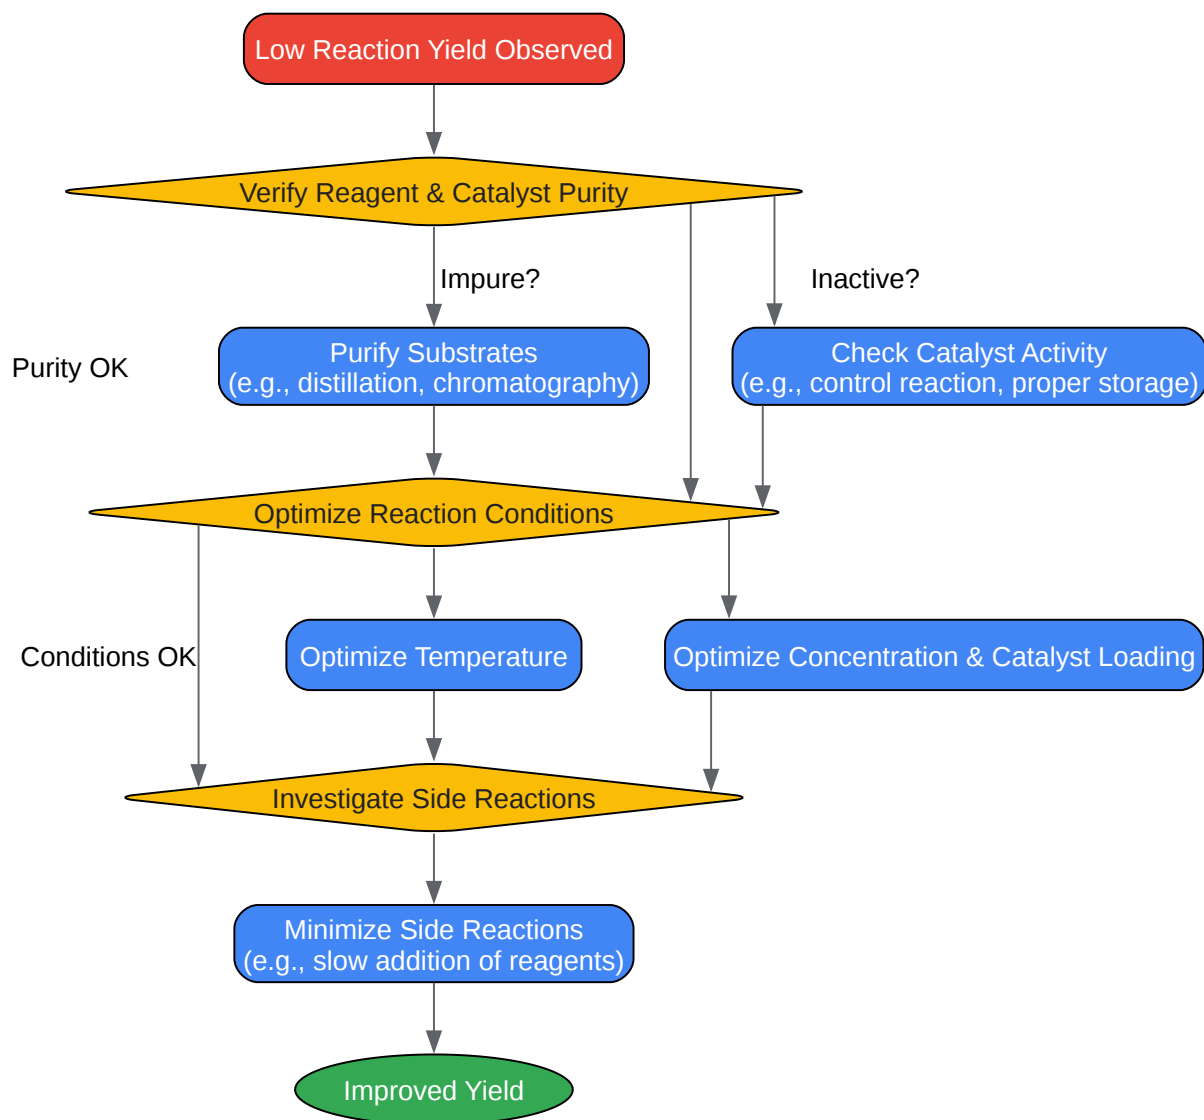 Low Reaction Yield Observed
Verify Reagent & Catalyst Purity
Impure?
Inactive?
Purity OK
Purify Substrates
(e.g., distillation, chromatography)
Check Catalyst Activity
(e.g., control reaction, proper storage)
Optimize Reaction Conditions
Conditions OK
Optimize Temperature
Optimize Concentration & Catalyst Loading
Investigate Side Reactions
Minimize Side Reactions
(e.g., slow addition of reagents)
Improved Yield